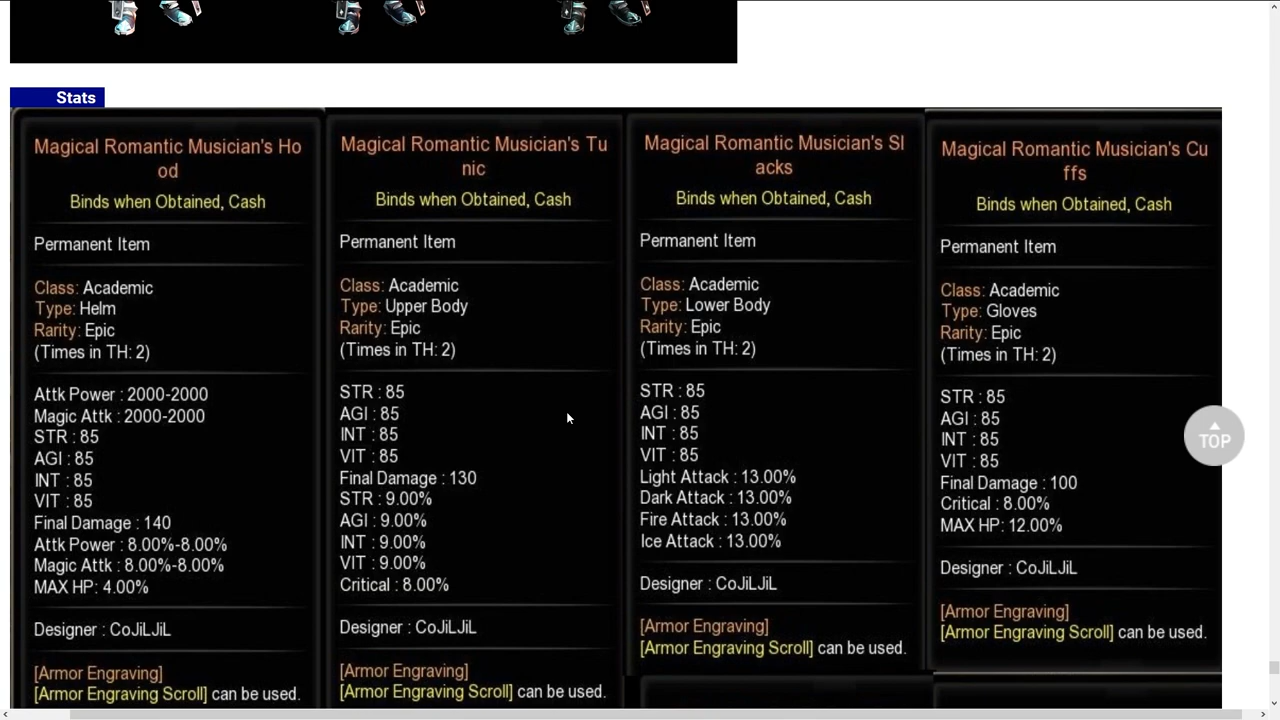 Stats
Magical Romantic Musician's Ho
od
Binds when Obtained, Cash
Permanent Item
Class: Academic
Type: Helm
Rarity: Epic
(Times in TH: 2)
Attk Power : 2000-2000
Magic Attk : 2000-2000
STR : 85
AGI : 85
INT : 85
VIT : 85
Final Damage : 140
Attk Power : 8.00%-8.00%
Magic Attk : 8.00%-8.00%
MAX HP: 4.00%
Designer : CoJiLJiL
[Armor Engraving]
[Armor Engraving Scroll] can be used.
Magical Romantic Musician's Tu
nic
Binds when Obtained, Cash
Permanent Item
Class: Academic
Type: Upper Body
Rarity: Epic
(Times in TH: 2)
STR : 85
AGI : 85
INT : 85
VIT : 85
Final Damage : 130
STR : 9.00%
AGI : 9.00%
INT : 9.00%
VIT : 9.00%
Critical : 8.00%
Designer : CoJiLJiL
[Armor Engraving]
[Armor Engraving Scroll] can be used.
Magical Romantic Musician's Sl
acks
Binds when Obtained, Cash
Permanent Item
Class: Academic
Type: Lower Body
Rarity: Epic
(Times in TH: 2)
STR : 85
AGI : 85
INT : 85
VIT : 85
Light Attack : 13.00%
Dark Attack : 13.00%
Fire Attack : 13.00%
Ice Attack : 13.00%
Designer : CoJiLJiL
[Armor Engraving]
[Armor Engraving Scroll] can be used.
Magical Romantic Musician's Cu
ffs
Binds when Obtained, Cash
Permanent Item
Class: Academic
Type: Gloves
Rarity: Epic
(Times in TH: 2)
STR : 85
AGI : 85
INT : 85
VIT : 85
Final Damage : 100
Critical : 8.00%
MAX HP: 12.00%
Designer : CoJiLJiL
[Armor Engraving]
[Armor Engraving Scroll] can be used.
TOP